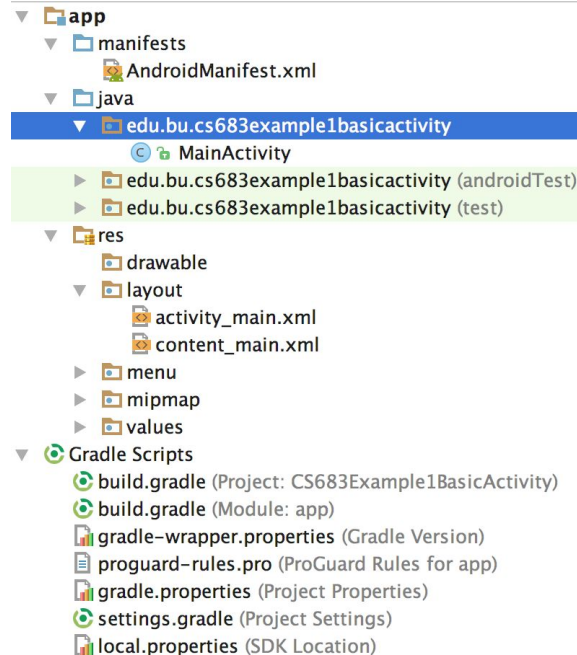 app
manifests
AndroidManifest.xml
java
edu.bu.cs683example1basicactivity
C MainActivity
edu.bu.cs683example1basicactivity (androidTest)
edu.bu.cs683example1basicactivity (test)
res
drawable
layout
activity_main.xml
content_main.xml
menu
mipmap
values
Gradle Scripts
build.gradle (Project: CS683Example1BasicActivity)
build.gradle (Module: app)
gradle-wrapper.properties (Gradle Version)
proguard-rules.pro (ProGuard Rules for app)
gradle.properties (Project Properties)
settings.gradle (Project Settings)
local.properties (SDK Location)